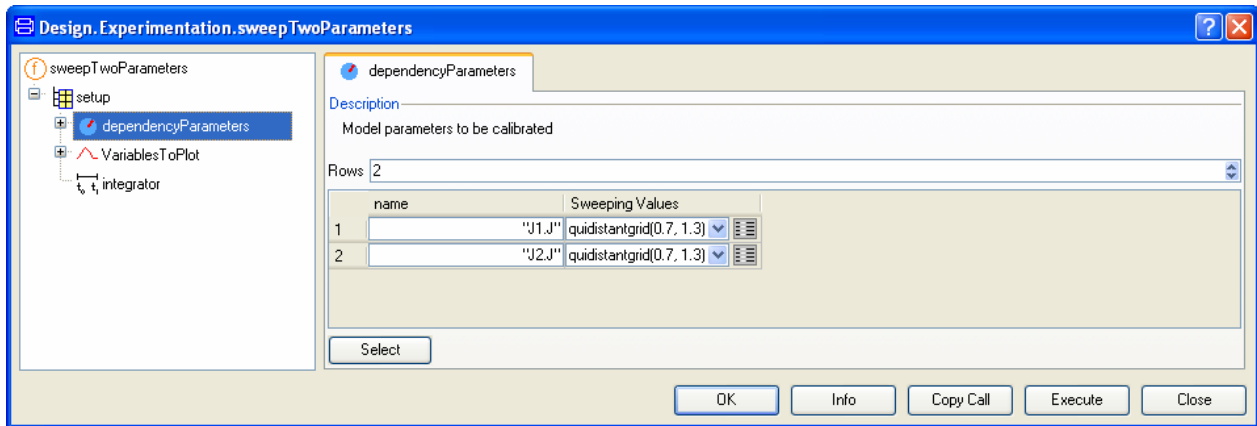 Design.Experimentation.sweepTwoParameters
sweepTwoParameters
setup
dependencyParameters
VariablesToPlot
integrator
dependencyParameters
Description
Model parameters to be calibrated
Rows 2
name Sweeping Values
1 "J1.J" quidistantgrid(0.7, 1.3)
2 "J2.J" quidistantgrid(0.7, 1.3)
Select
OK Info Copy Call Execute Close